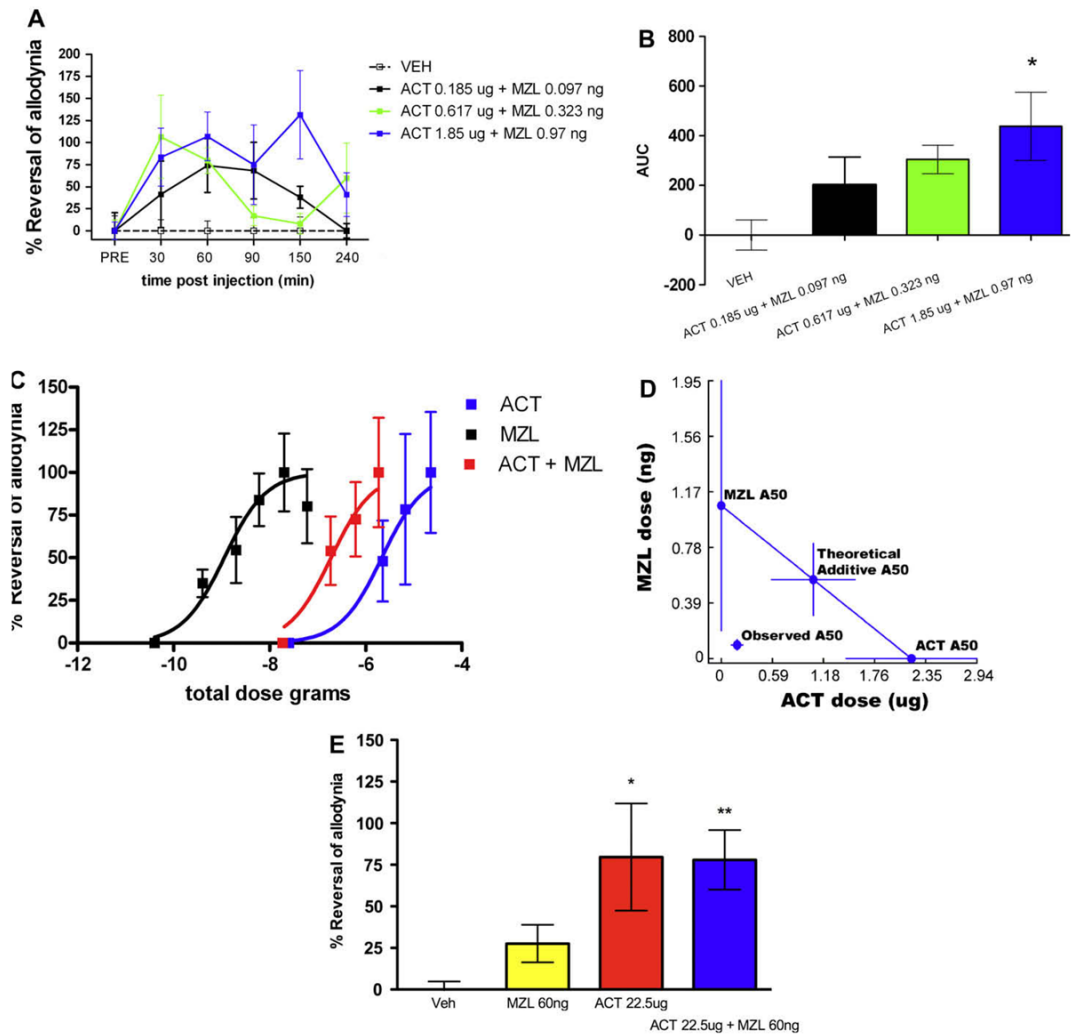 A
% Reversal of allodynia
200
175
150
125
100
75
50
25
0
PRE 30 60 90 150 240
time post injection (min)
VEH
ACT 0.185 ug + MZL 0.097 ng
ACT 0.617 ug + MZL 0.323 ng
ACT 1.85 ug + MZL 0.97 ng
B
AUC
800
600
400
200
0
-200
*
VEH
ACT 0.185 ug + MZL 0.097 ng
ACT 0.617 ug + MZL 0.323 ng
ACT 1.85 ug + MZL 0.97 ng
C
% Reversal of allodynia
150
125
100
75
50
25
0
-12 -10 -8 -6 -4
total dose grams
ACT
MZL
ACT + MZL
D
MZL dose (ng)
1.95
1.56
1.17
0.78
0.39
0
MZL A50
Theoretical
Additive A50
Observed A50
ACT A50
0 0.59 1.18 1.76 2.35 2.94
ACT dose (ug)
E
% Reversal of allodynia
150
125
100
75
50
25
0
*
**
Veh MZL 60ng ACT 22.5ug
ACT 22.5ug + MZL 60ng